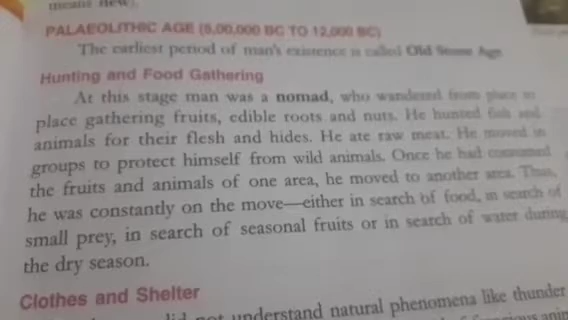 means new).
PALAEOLITHIC AGE (5,00,000 BC TO 12,000 BC)
The earliest period of man's existence is called Old Stone Age.
Hunting and Food Gathering
At this stage man was a nomad, who wandered from place to
place gathering fruits, edible roots and nuts. He hunted fish and
animals for their flesh and hides. He ate raw meat. He moved in
groups to protect himself from wild animals. Once he had consumed
the fruits and animals of one area, he moved to another area. Thus,
he was constantly on the move—either in search of food, in search of
small prey, in search of seasonal fruits or in search of water during
the dry season.
Clothes and Shelter
did not understand natural phenomena like thunder